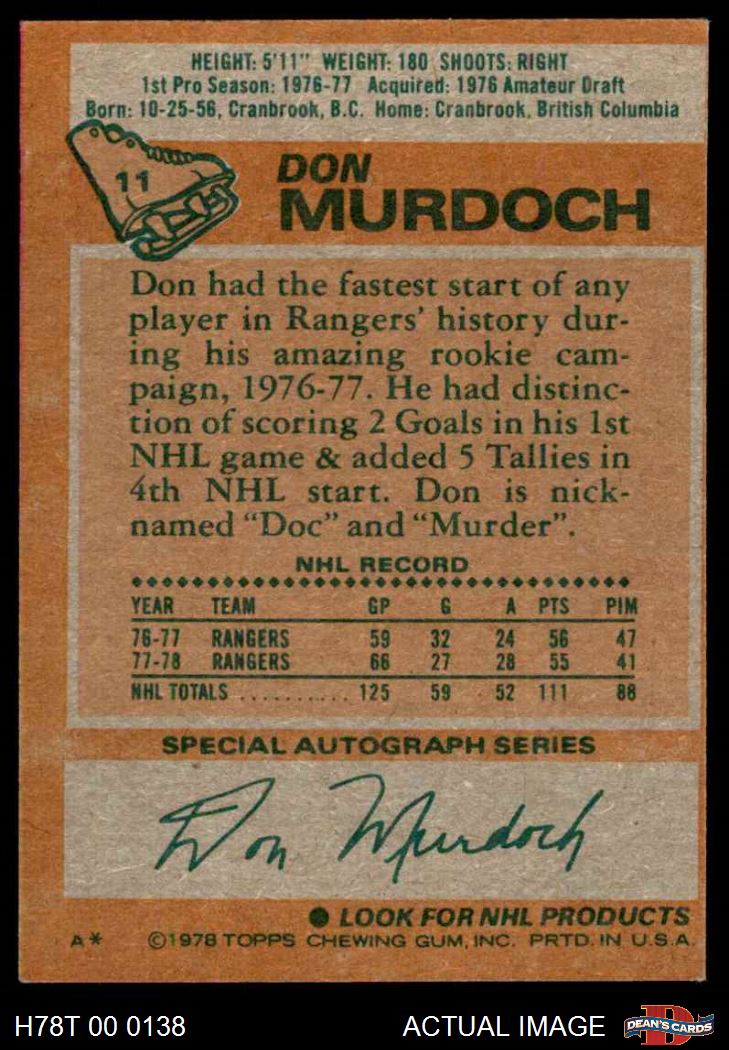 HEIGHT: 5'11" WEIGHT: 180 SHOOTS: RIGHT
1st Pro Season: 1976-77 Acquired: 1976 Amateur Draft
Born: 10-25-56, Cranbrook, B.C. Home: Cranbrook, British Columbia
11
DON
MURDOCH
Don had the fastest start of any
player in Rangers' history dur-
ing his amazing rookie cam-
paign, 1976-77. He had distinc-
tion of scoring 2 Goals in his 1st
NHL game & added 5 Tallies in
4th NHL start. Don is nick-
named "Doc" and "Murder".
NHL RECORD
YEAR TEAM GP G A PTS PIM
76-77 RANGERS 59 32 24 56 47
77-78 RANGERS 66 27 28 55 41
NHL TOTALS .......... 125 59 52 111 88
SPECIAL AUTOGRAPH SERIES
Don Murdoch
● LOOK FOR NHL PRODUCTS
A* ©1978 TOPPS CHEWING GUM, INC. PRTD. IN U.S.A.
H78T 00 0138 ACTUAL IMAGE D DEAN'S CARDS